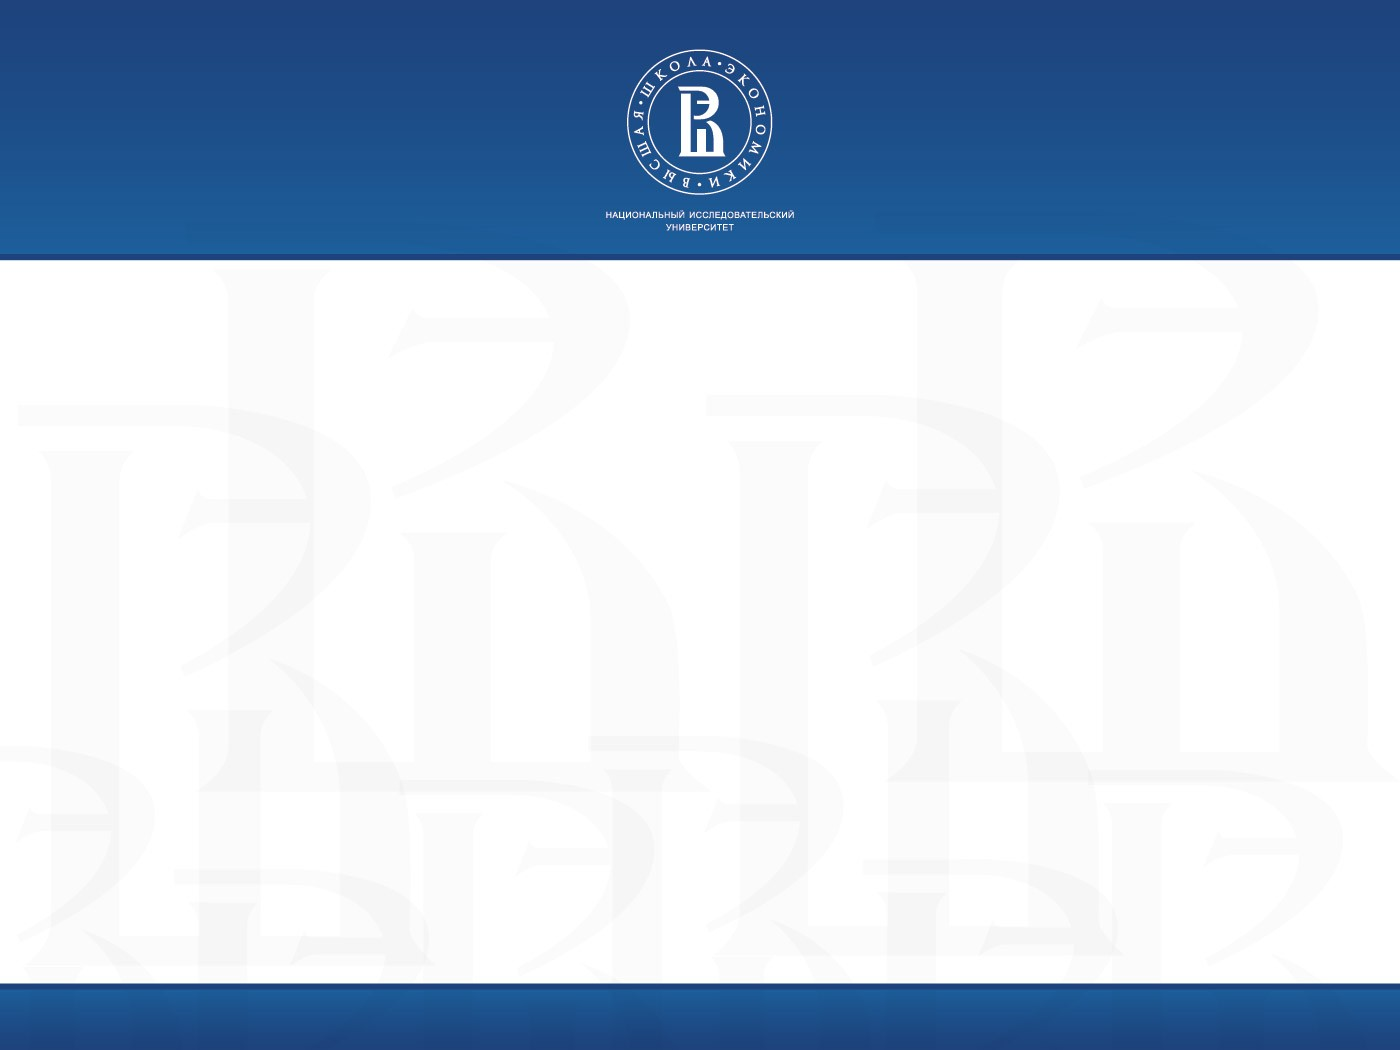 ВЫСШАЯ • ШКОЛА • ЭКОНОМИКИ •
НАЦИОНАЛЬНЫЙ ИССЛЕДОВАТЕЛЬСКИЙ
УНИВЕРСИТЕТ